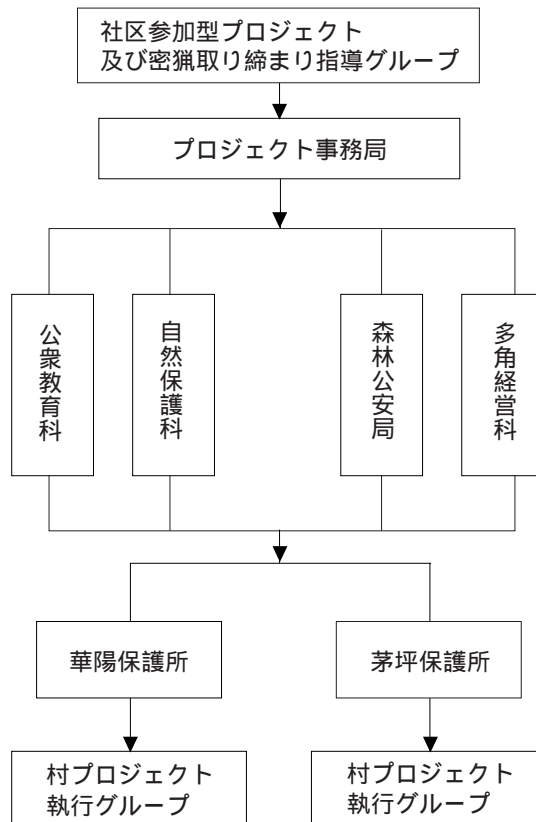 社区参加型プロジェクト
及び密猟取り締まり指導グループ
プロジェクト事務局
公衆教育科
自然保護科
森林公安局
多角経営科
華陽保護所
茅坪保護所
村プロジェクト
執行グループ
村プロジェクト
執行グループ